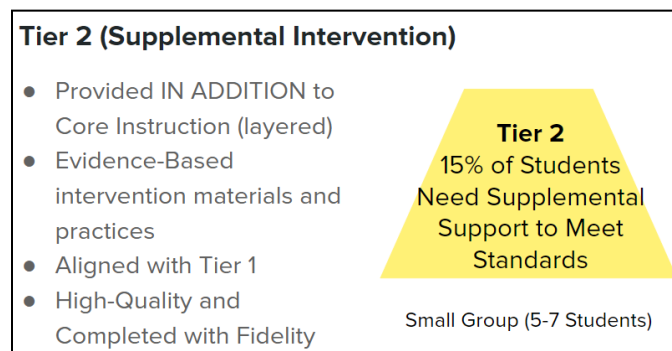 Tier 2 (Supplemental Intervention)
● Provided IN ADDITION to
Core Instruction (layered)
● Evidence-Based
intervention materials and
practices
● Aligned with Tier 1
● High-Quality and
Completed with Fidelity
Tier 2
15% of Students
Need Supplemental
Support to Meet
Standards
Small Group (5-7 Students)